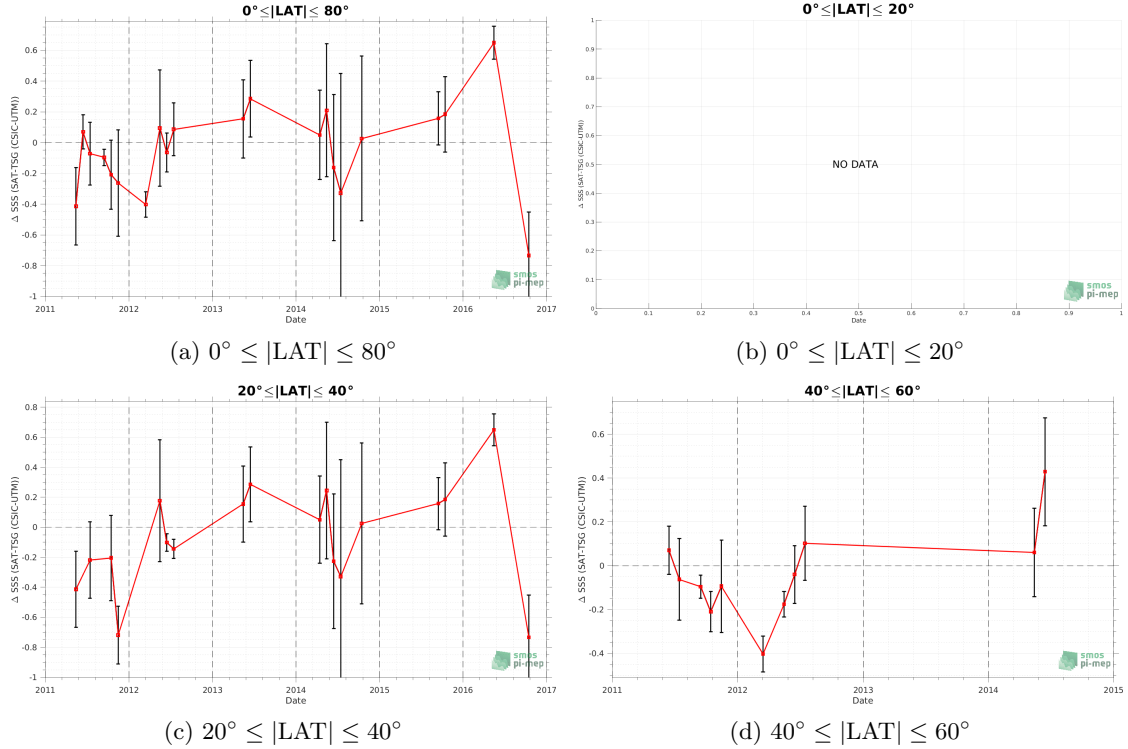 0°≤|LAT|≤ 80°
Δ SSS (SAT-TSG (CSIC-UTM))
0.6
0.4
0.2
0
-0.2
-0.4
-0.6
-0.8
-1
2011 2012 2013 2014 2015 2016 2017
Date
smos
pi-mep
(a) 0° ≤ |LAT| ≤ 80°
0°≤|LAT|≤ 20°
Δ SSS (SAT-TSG (CSIC-UTM))
1
0.9
0.8
0.7
0.6
0.5
0.4
0.3
0.2
0.1
0
NO DATA
0 0.1 0.2 0.3 0.4 0.5 0.6 0.7 0.8 0.9 1
Date
smos
pi-mep
(b) 0° ≤ |LAT| ≤ 20°
20°≤|LAT|≤ 40°
Δ SSS (SAT-TSG (CSIC-UTM))
0.8
0.6
0.4
0.2
0
-0.2
-0.4
-0.6
-0.8
-1
2011 2012 2013 2014 2015 2016 2017
Date
smos
pi-mep
(c) 20° ≤ |LAT| ≤ 40°
40°≤|LAT|≤ 60°
Δ SSS (SAT-TSG (CSIC-UTM))
0.6
0.4
0.2
0
-0.2
-0.4
2011 2012 2013 2014 2015
Date
smos
pi-mep
(d) 40° ≤ |LAT| ≤ 60°